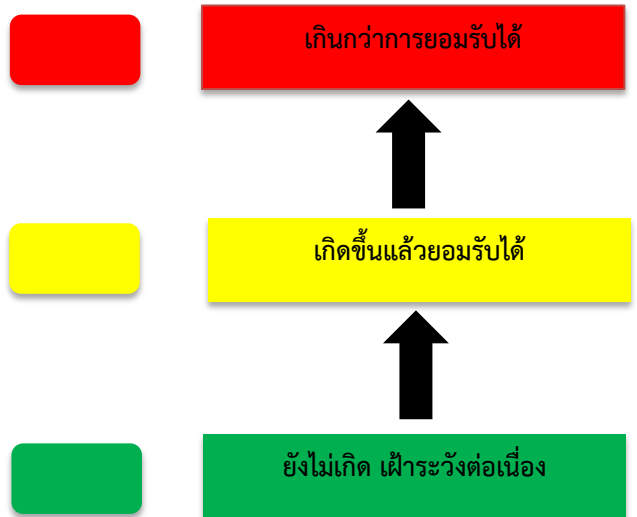 เกินกว่าการยอมรับได้
เกิดขึ้นแล้วยอมรับได้
ยังไม่เกิด เฝ้าระวังต่อเนื่อง